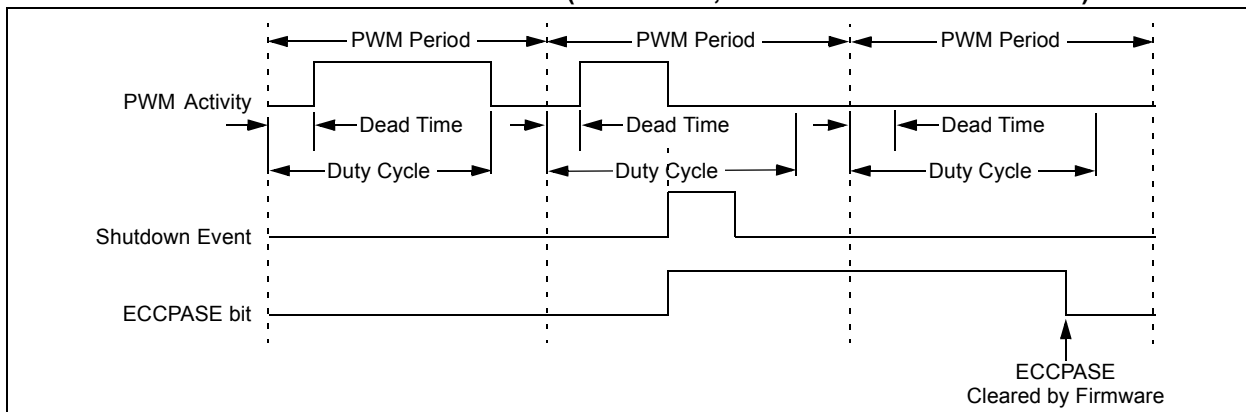 PWM Period PWM Period PWM Period
PWM Activity
Dead Time Dead Time Dead Time
Duty Cycle Duty Cycle Duty Cycle
Shutdown Event
ECCPASE bit
ECCPASE
Cleared by Firmware